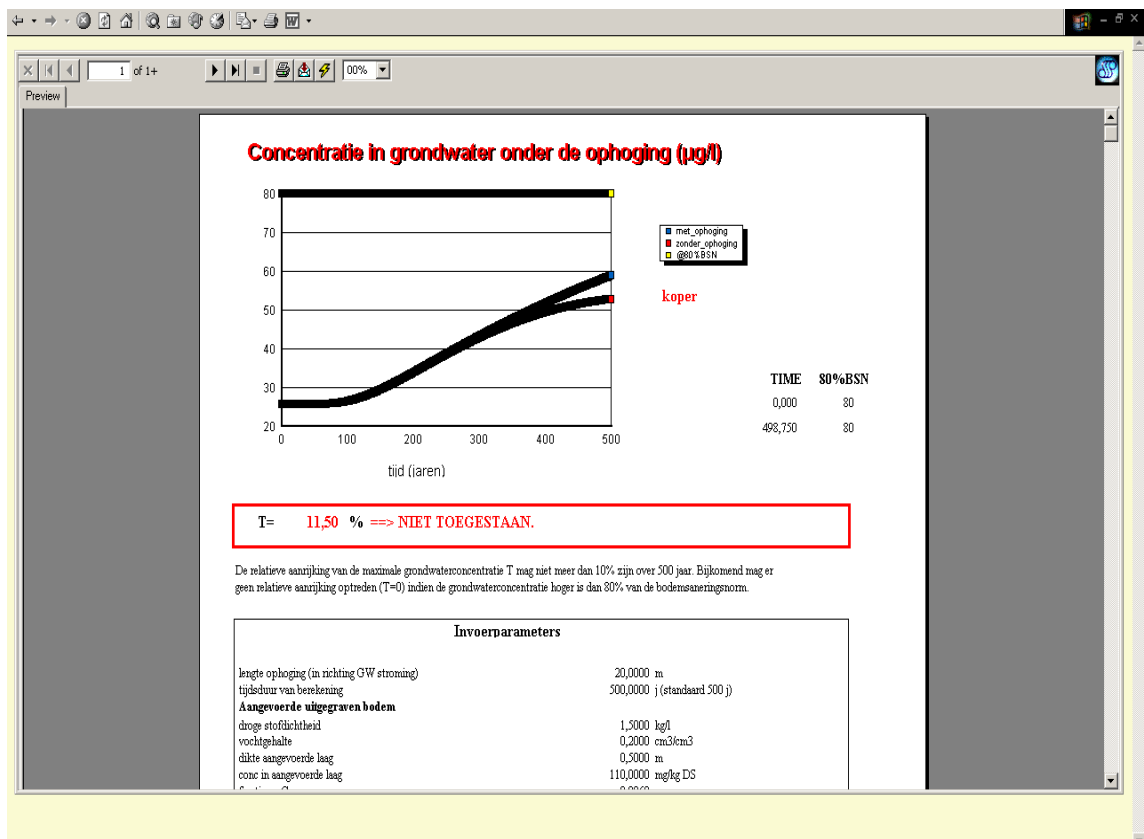 1 of 1+
00%
Preview
Concentratie in grondwater onder de ophoging (µg/l)
80
70
60
50
40
30
20
0 100 200 300 400 500
tijd (jaren)
met_ophoging
zonder_ophoging
@80%BSN
koper
TIME 80%BSN
0,000 80
498,750 80
T= 11,50 % ==> NIET TOEGESTAAN.
De relatieve aanrijking van de maximale grondwaterconcentratie T mag niet meer dan 10% zijn over 500 jaar. Bijkomend mag er
geen relatieve aanrijking optreden (T=0) indien de grondwaterconcentratie hoger is dan 80% van de bodemsaneringsnorm.
Invoerparameters
lengte ophoging (in richting GW stroming) 20,0000 m
tijdsduur van berekening 500,0000 j (standaard 500 j)
Aangevoerde uitgegraven bodem
droge stofdichtheid 1,5000 kg/l
vochtgehalte 0,2000 cm3/cm3
dikte aangevoerde laag 0,5000 m
conc in aangevoerde laag 110,0000 mg/kg DS